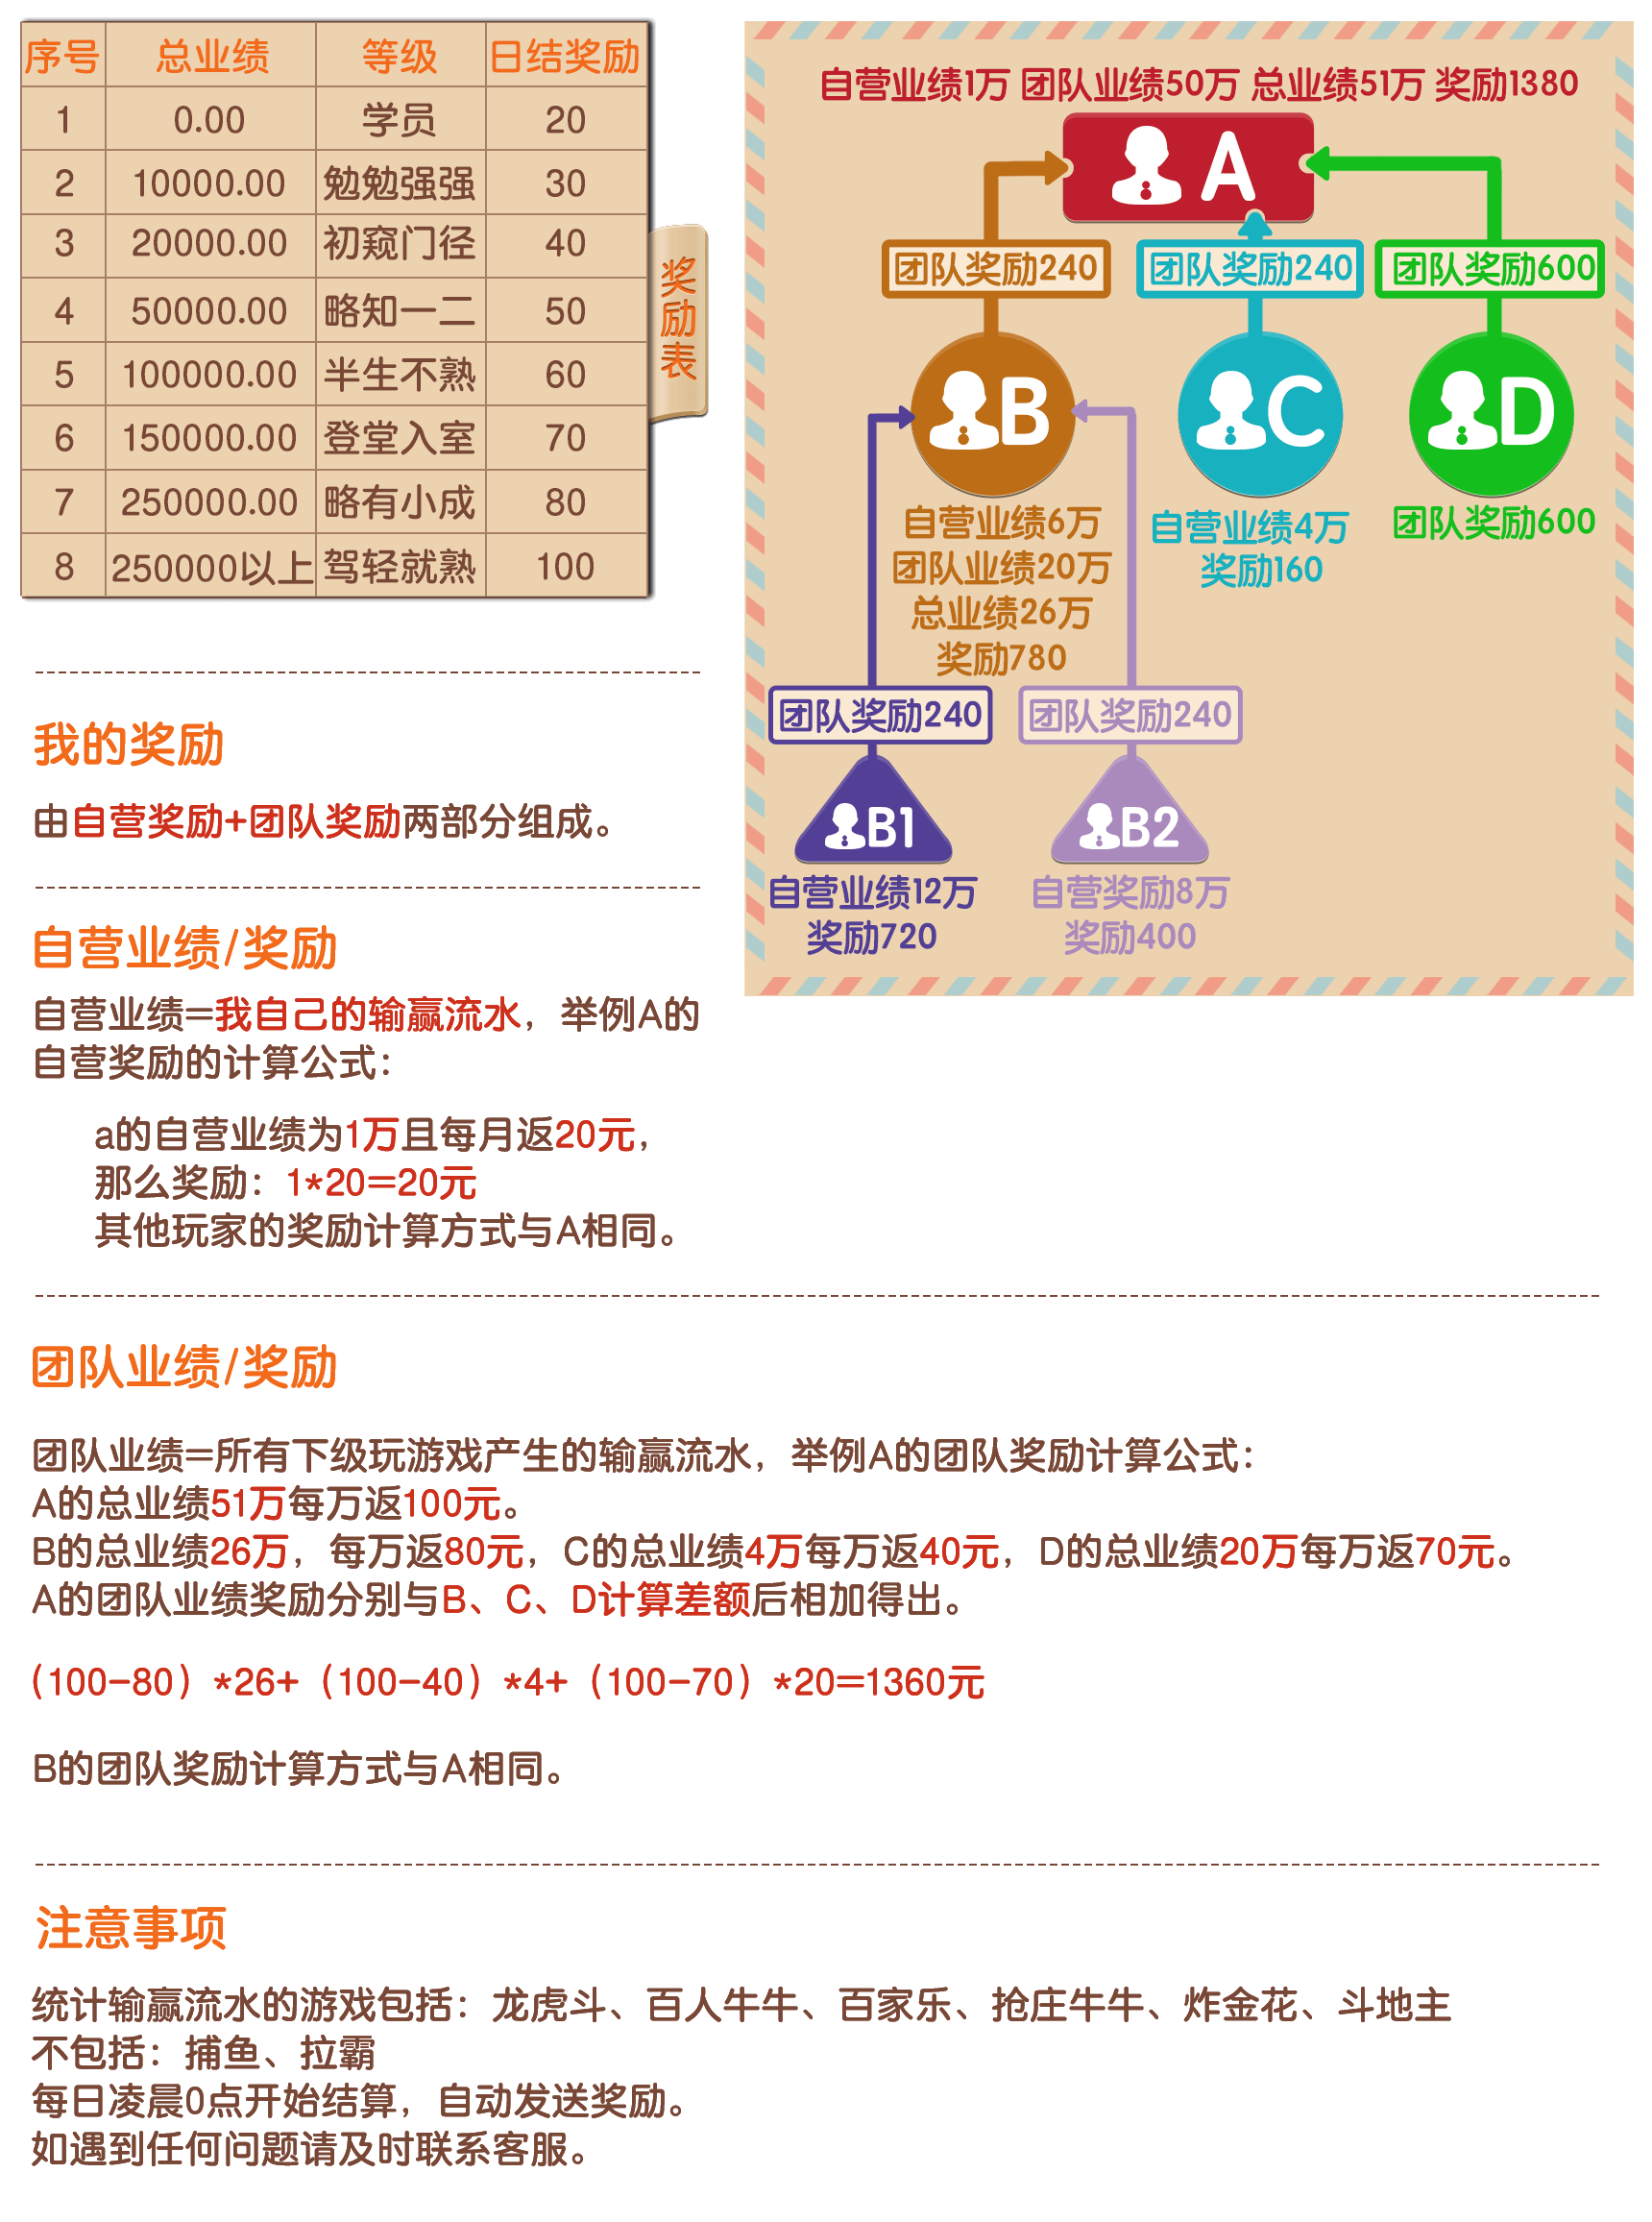 序号 总业绩 等级 日结奖励
1 0.00 学员 20
2 10000.00 勉勉强强 30
3 20000.00 初窥门径 40
4 50000.00 略知一二 50
5 100000.00 半生不熟 60
6 150000.00 登堂入室 70
7 250000.00 略有小成 80
8 250000以上 驾轻就熟 100
奖励表
自营业绩1万 团队业绩50万 总业绩51万 奖励1380
A
团队奖励240 团队奖励240 团队奖励600
B C D
自营业绩6万
团队业绩20万
总业绩26万
奖励780
自营业绩4万
奖励160
团队奖励600
团队奖励240 团队奖励240
B1 B2
自营业绩12万
奖励720
自营奖励8万
奖励400
我的奖励
由自营奖励+团队奖励两部分组成。
自营业绩/奖励
自营业绩=我自己的输赢流水，举例A的
自营奖励的计算公式：
a的自营业绩为1万且每月返20元，
那么奖励：1*20=20元
其他玩家的奖励计算方式与A相同。
团队业绩/奖励
团队业绩=所有下级玩游戏产生的输赢流水，举例A的团队奖励计算公式：
A的总业绩51万每万返100元。
B的总业绩26万，每万返80元，C的总业绩4万每万返40元，D的总业绩20万每万返70元。
A的团队业绩奖励分别与B、C、D计算差额后相加得出。
（100-80）*26+（100-40）*4+（100-70）*20=1360元
B的团队奖励计算方式与A相同。
注意事项
统计输赢流水的游戏包括：龙虎斗、百人牛牛、百家乐、抢庄牛牛、炸金花、斗地主
不包括：捕鱼、拉霸
每日凌晨0点开始结算，自动发送奖励。
如遇到任何问题请及时联系客服。